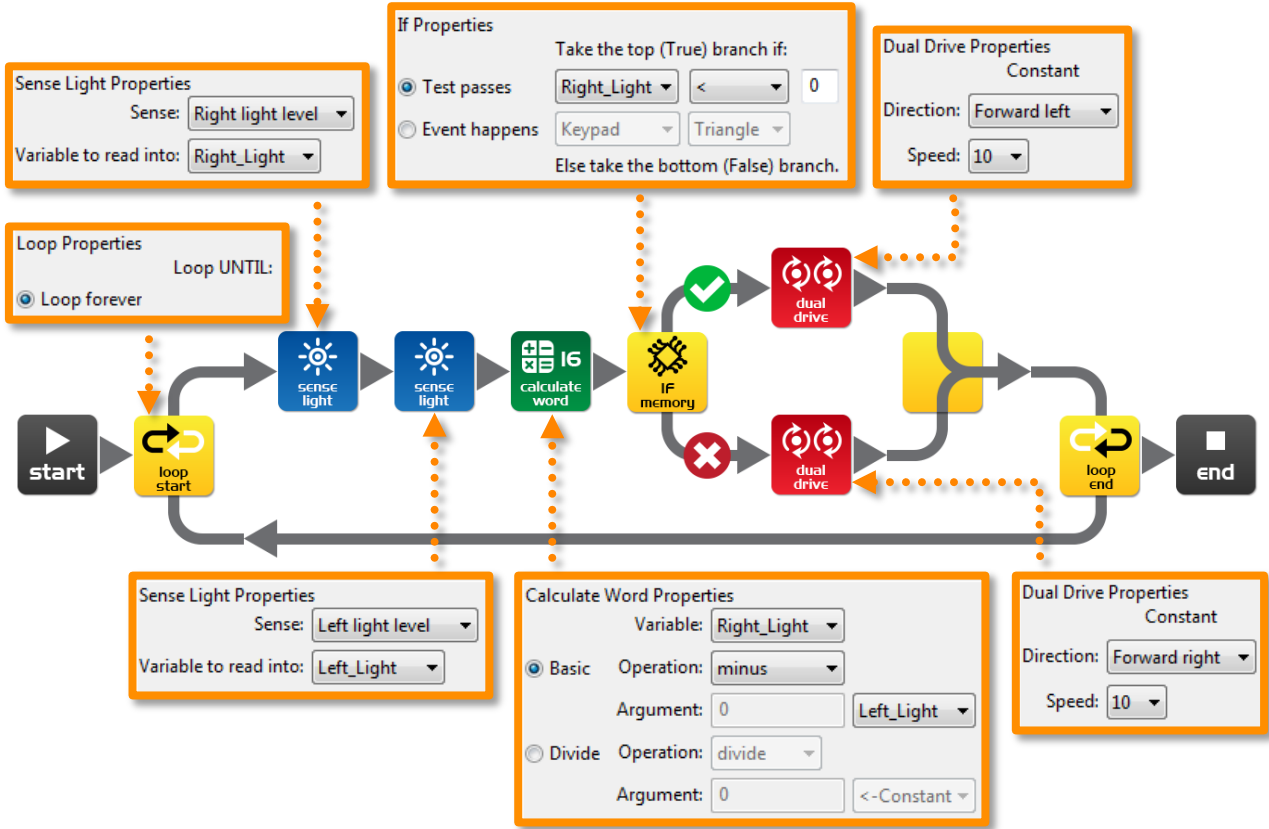 If Properties
Take the top (True) branch if:
Test passes Right_Light < 0
Event happens Keypad Triangle
Else take the bottom (False) branch.
Dual Drive Properties
Constant
Direction: Forward left
Speed: 10
Sense Light Properties
Sense: Right light level
Variable to read into: Right_Light
Loop Properties
Loop UNTIL:
Loop forever
start
loop
start
sense
light
sense
light
16
calculate
word
IF
memory
dual
drive
dual
drive
loop
end
end
Sense Light Properties
Sense: Left light level
Variable to read into: Left_Light
Calculate Word Properties
Variable: Right_Light
Basic Operation: minus
Argument: 0 Left_Light
Divide Operation: divide
Argument: 0 <-Constant
Dual Drive Properties
Constant
Direction: Forward right
Speed: 10